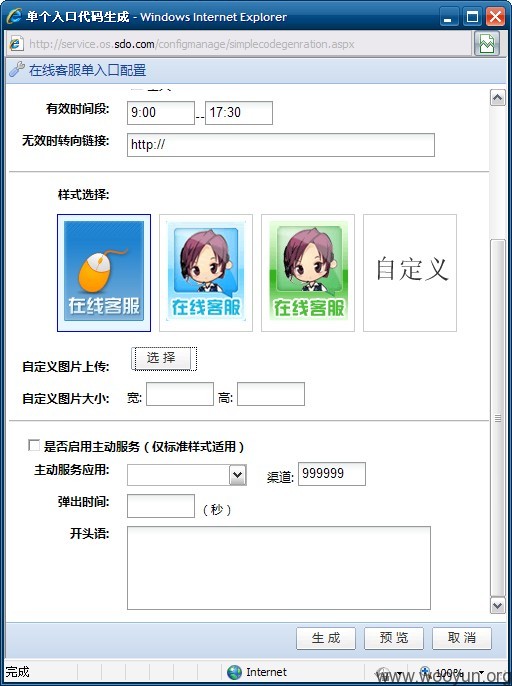 单个入口代码生成 - Windows Internet Explorer
http://service.os.sdo.com/configmanage/simplecodegenration.aspx
在线客服单入口配置
有效时间段: 9:00 -- 17:30
无效时转向链接: http://
样式选择:
在线客服 在线客服 在线客服 自定义
自定义图片上传: 选 择
自定义图片大小: 宽: 高:
是否启用主动服务（仅标准样式适用）
主动服务应用: 渠道: 999999
弹出时间: （秒）
开头语:
生 成 预 览 取 消
完成 Internet 100%
www.wooyun.org